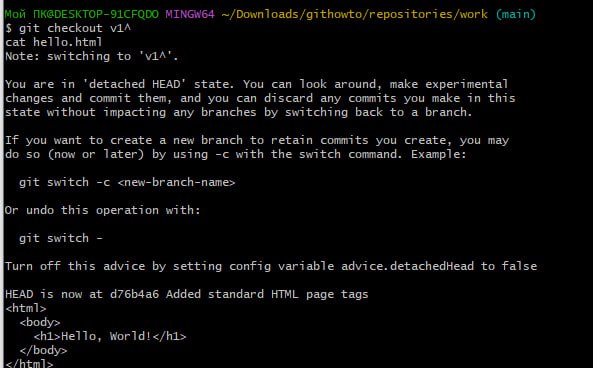 Мой ПК@DESKTOP-91CFQDO MINGW64 ~/Downloads/githowto/repositories/work (main)
$ git checkout v1^
cat hello.html
Note: switching to 'v1^'.

You are in 'detached HEAD' state. You can look around, make experimental
changes and commit them, and you can discard any commits you make in this
state without impacting any branches by switching back to a branch.

If you want to create a new branch to retain commits you create, you may
do so (now or later) by using -c with the switch command. Example:

  git switch -c <new-branch-name>

Or undo this operation with:

  git switch -

Turn off this advice by setting config variable advice.detachedHead to false

HEAD is now at d76b4a6 Added standard HTML page tags
<html>
  <body>
    <h1>Hello, World!</h1>
  </body>
</html>